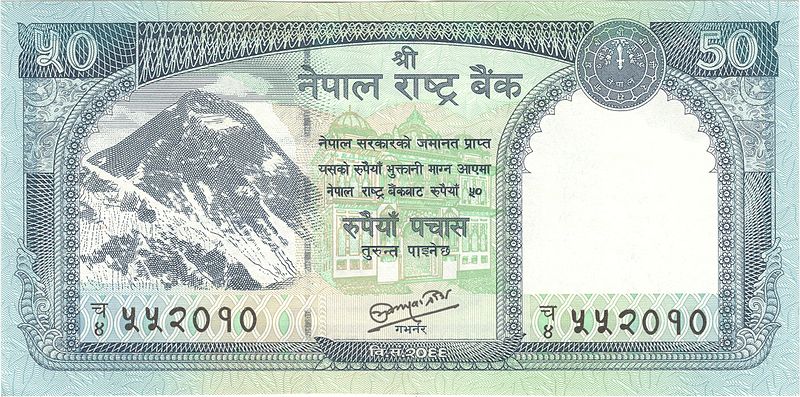 ५० 50
श्री
नेपाल राष्ट्र बैंक
नेपाल सरकारको जमानत प्राप्त
यसको रुपैयाँ भुक्तानी माग्न आएमा
नेपाल राष्ट्र बैंकबाट रुपैयाँ ५०
रुपैयाँ पचास
तुरुन्त पाइनेछ
गभर्नर
च/४ ५५२०१० च/४ ५५२०१०
वि.सं.२०६६